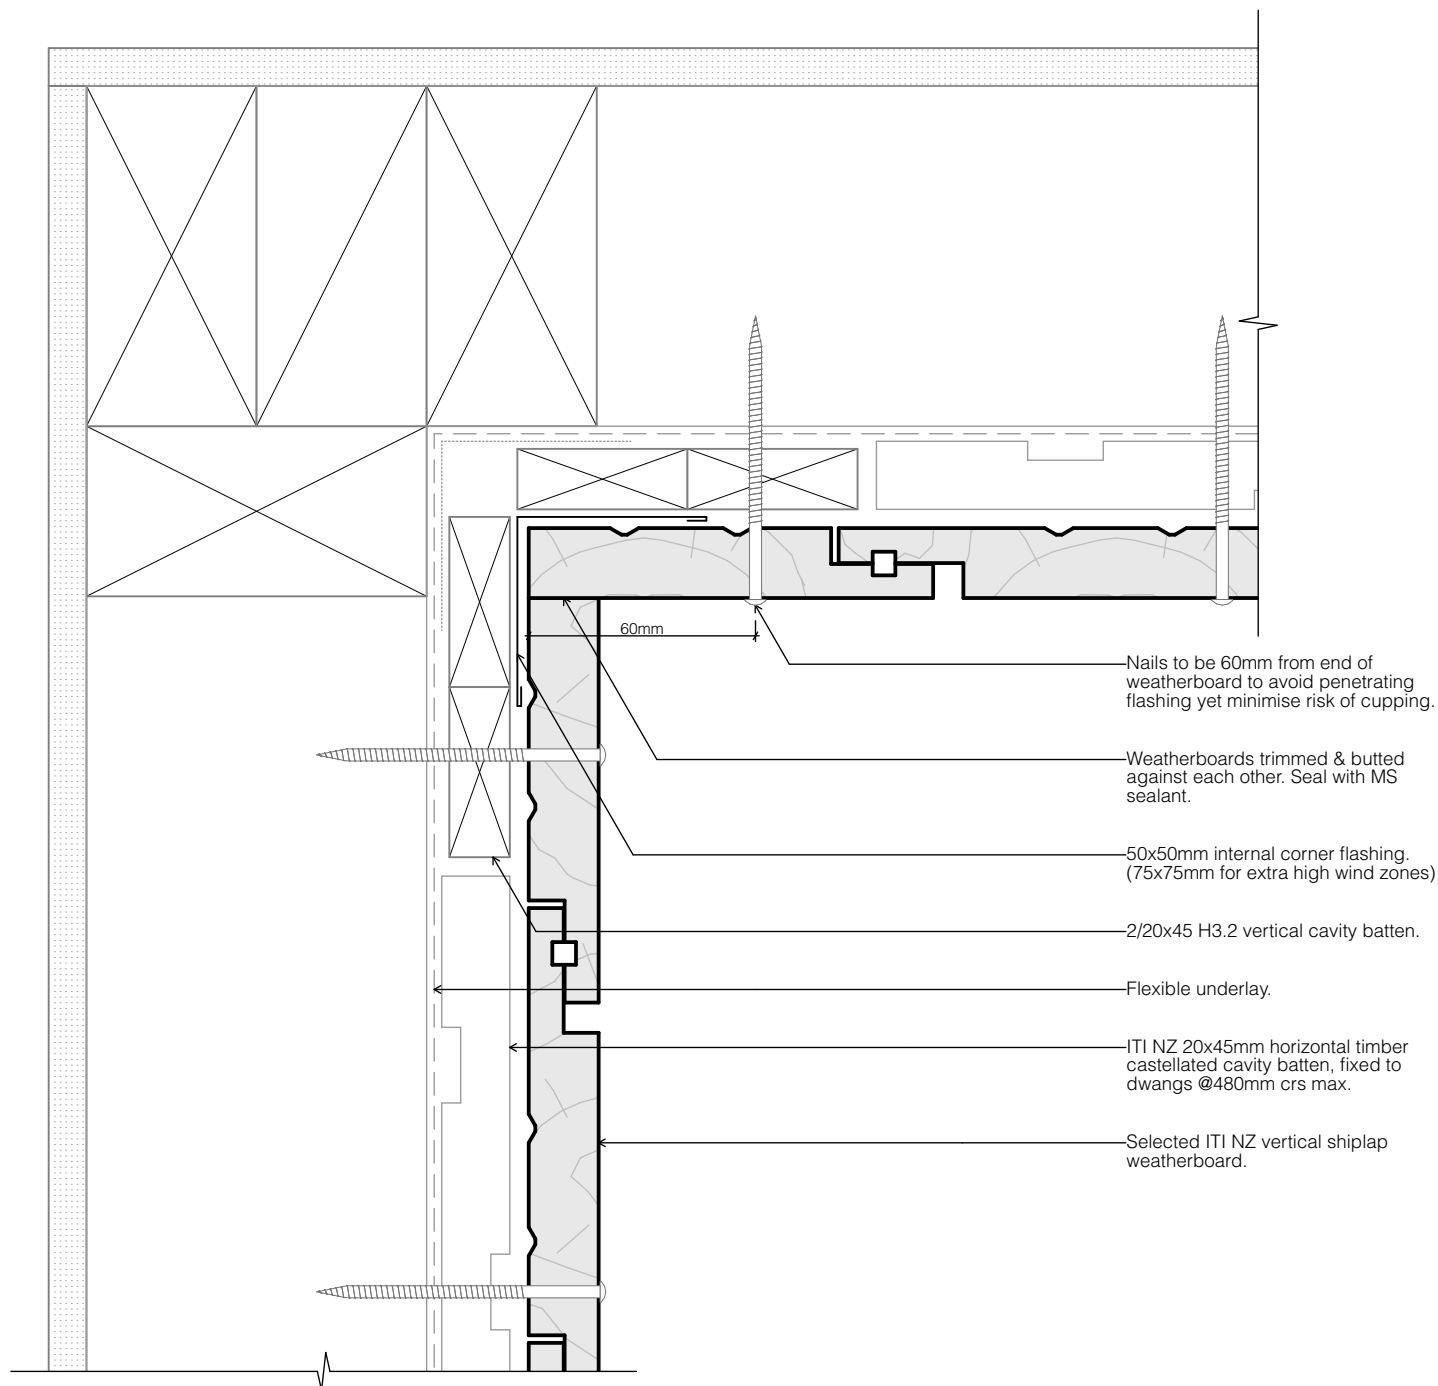 60mm
Nails to be 60mm from end of
weatherboard to avoid penetrating
flashing yet minimise risk of cupping.
Weatherboards trimmed & butted
against each other. Seal with MS
sealant.
50x50mm internal corner flashing.
(75x75mm for extra high wind zones)
2/20x45 H3.2 vertical cavity batten.
Flexible underlay.
ITI NZ 20x45mm horizontal timber
castellated cavity batten, fixed to
dwangs @480mm crs max.
Selected ITI NZ vertical shiplap
weatherboard.